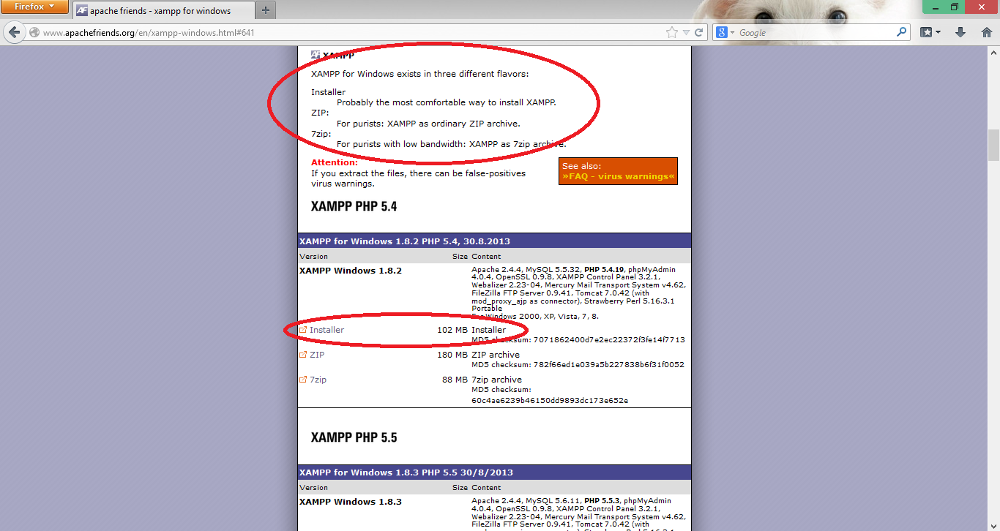 Firefox
apache friends - xampp for windows
www.apachefriends.org/en/xampp-windows.html#641
Google
XAMPP
XAMPP for Windows exists in three different flavors:
Installer
Probably the most comfortable way to install XAMPP.
ZIP:
For purists: XAMPP as ordinary ZIP archive.
7zip:
For purists with low bandwidth: XAMPP as 7zip archive.
Attention:
If you extract the files, there can be false-positives
virus warnings.
See also:
»FAQ - virus warnings«
XAMPP PHP 5.4
XAMPP for Windows 1.8.2 PHP 5.4, 30.8.2013
Version Size Content
XAMPP Windows 1.8.2 Apache 2.4.4, MySQL 5.5.32, PHP 5.4.19, phpMyAdmin
4.0.4, OpenSSL 0.9.8, XAMPP Control Panel 3.2.1,
Webalizer 2.23-04, Mercury Mail Transport System v4.62,
FileZilla FTP Server 0.9.41, Tomcat 7.0.42 (with
mod_proxy_ajp as connector), Strawberry Perl 5.16.3.1
Portable
For Windows 2000, XP, Vista, 7, 8.
Installer 102 MB Installer
MD5 checksum: 7071862400d7e2ec22372f3fe14f7713
ZIP 180 MB ZIP archive
MD5 checksum: 782f66ed1e039a5b227838b6f31f0052
7zip 88 MB 7zip archive
MD5 checksum:
60c4ae6239b46150dd9893dc173e652e
XAMPP PHP 5.5
XAMPP for Windows 1.8.3 PHP 5.5 30/8/2013
Version Size Content
XAMPP Windows 1.8.3 Apache 2.4.4, MySQL 5.6.11, PHP 5.5.3, phpMyAdmin
4.0.4, OpenSSL 0.9.8, XAMPP Control Panel 3.2.1,
Webalizer 2.23-04, Mercury Mail Transport System v4.62,
FileZilla FTP Server 0.9.41, Tomcat 7.0.42 (with